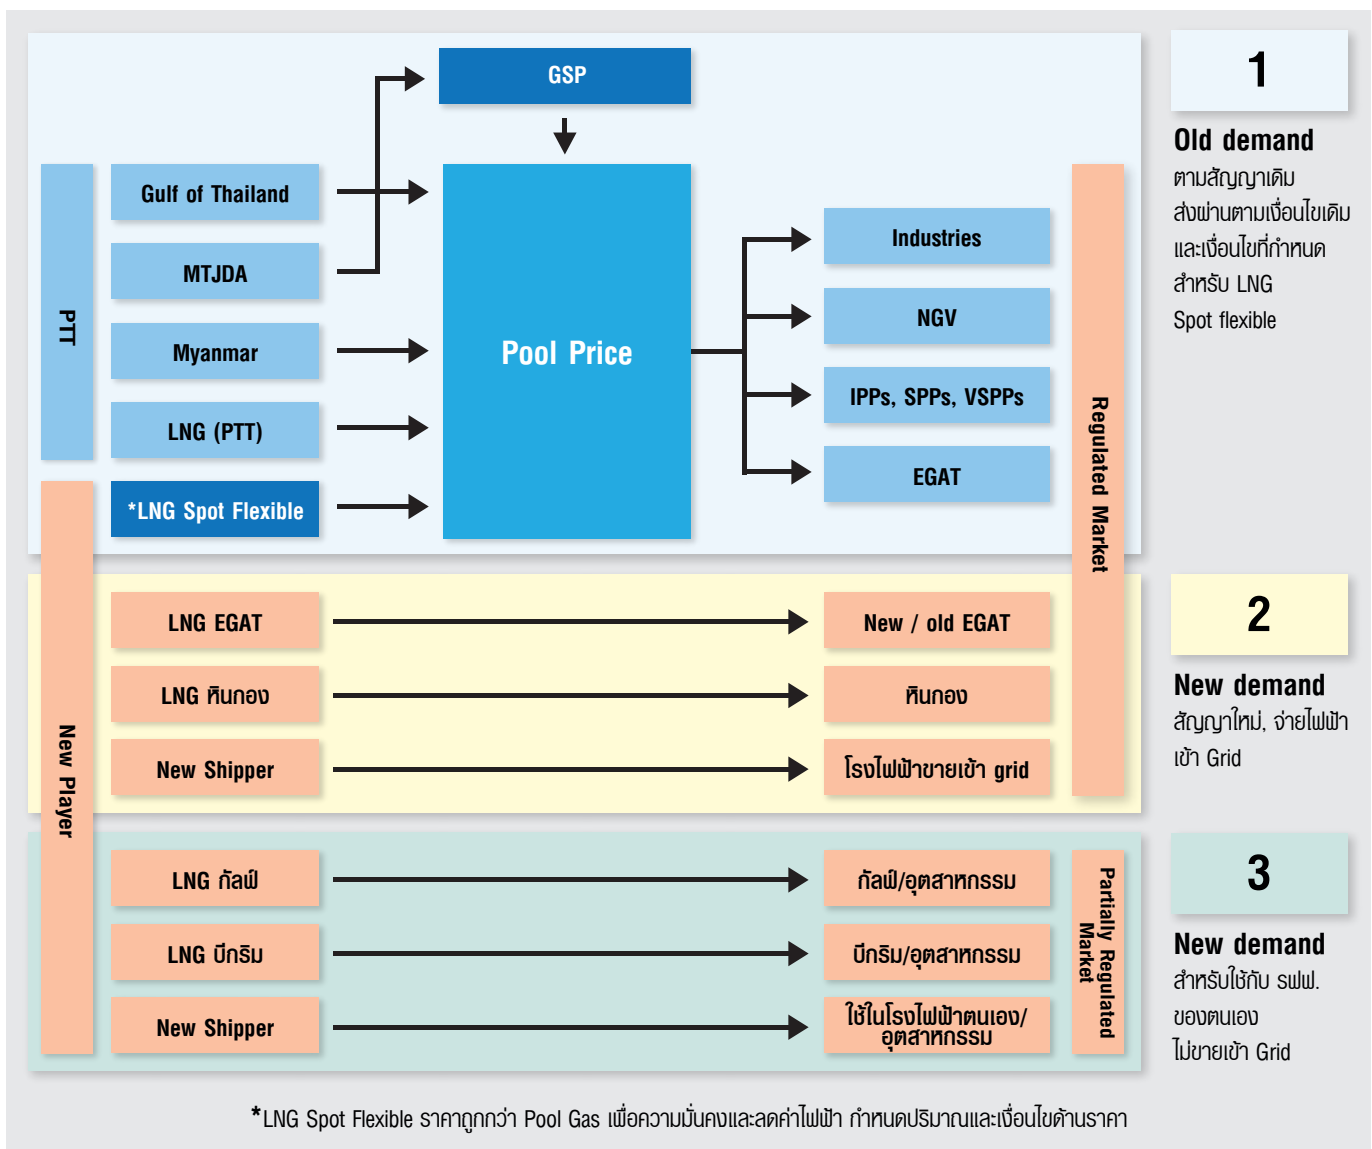 GSP
PTT
Gulf of Thailand
MTJDA
Myanmar
LNG (PTT)
*LNG Spot Flexible
Pool Price
Industries
NGV
IPPs, SPPs, VSPPs
EGAT
Regulated Market
1
Old demand
ตามสัญญาเดิม
ส่งผ่านตามเงื่อนไขเดิม
และเงื่อนไขที่กำหนด
สำหรับ LNG
Spot flexible
New Player
LNG EGAT
New / old EGAT
LNG หินกอง
หินกอง
New Shipper
โรงไฟฟ้าขายเข้า grid
2
New demand
สัญญาใหม่, จ่ายไฟฟ้า
เข้า Grid
LNG กัลฟ์
กัลฟ์/อุตสาหกรรม
LNG บีกริม
บีกริม/อุตสาหกรรม
New Shipper
ใช้ในโรงไฟฟ้าตนเอง/
อุตสาหกรรม
Partially Regulated
Market
3
New demand
สำหรับใช้กับ รฟฟ.
ของตนเอง
ไม่ขายเข้า Grid
*LNG Spot Flexible ราคาถูกกว่า Pool Gas เพื่อความมั่นคงและลดค่าไฟฟ้า กำหนดปริมาณและเงื่อนไขด้านราคา